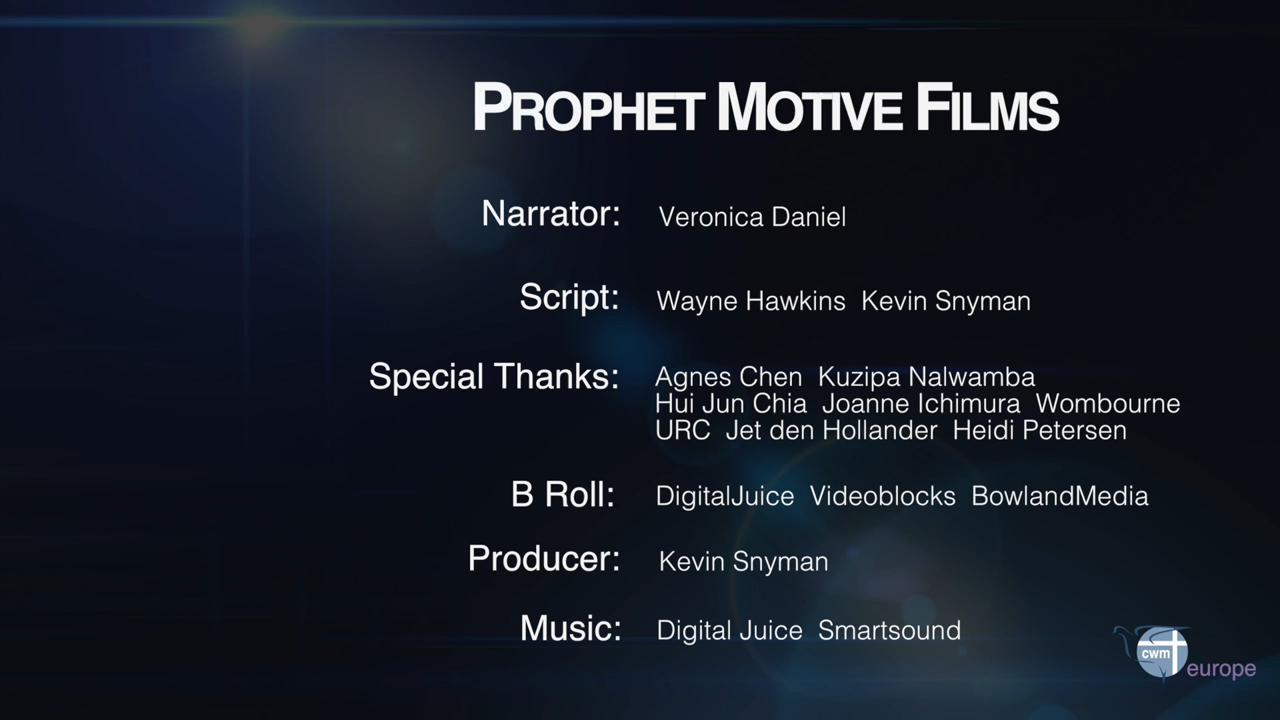 PROPHET MOTIVE FILMS
Narrator: Veronica Daniel
Script: Wayne Hawkins Kevin Snyman
Special Thanks: Agnes Chen Kuzipa Nalwamba
Hui Jun Chia Joanne Ichimura Wombourne
URC Jet den Hollander Heidi Petersen
B Roll: DigitalJuice Videoblocks BowlandMedia
Producer: Kevin Snyman
Music: Digital Juice Smartsound
cwm
europe